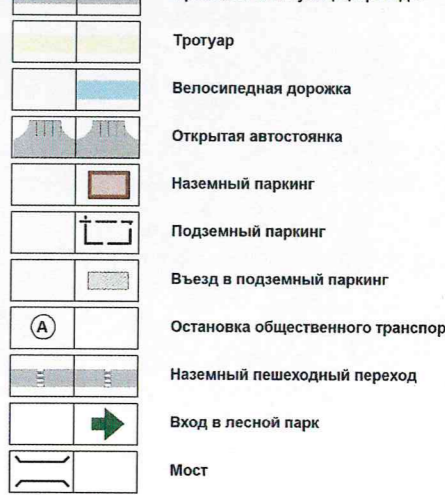 Тротуар
Велосипедная дорожка
Открытая автостоянка
Наземный паркинг
Подземный паркинг
Въезд в подземный паркинг
А Остановка общественного транспор
Наземный пешеходный переход
Вход в лесной парк
Мост